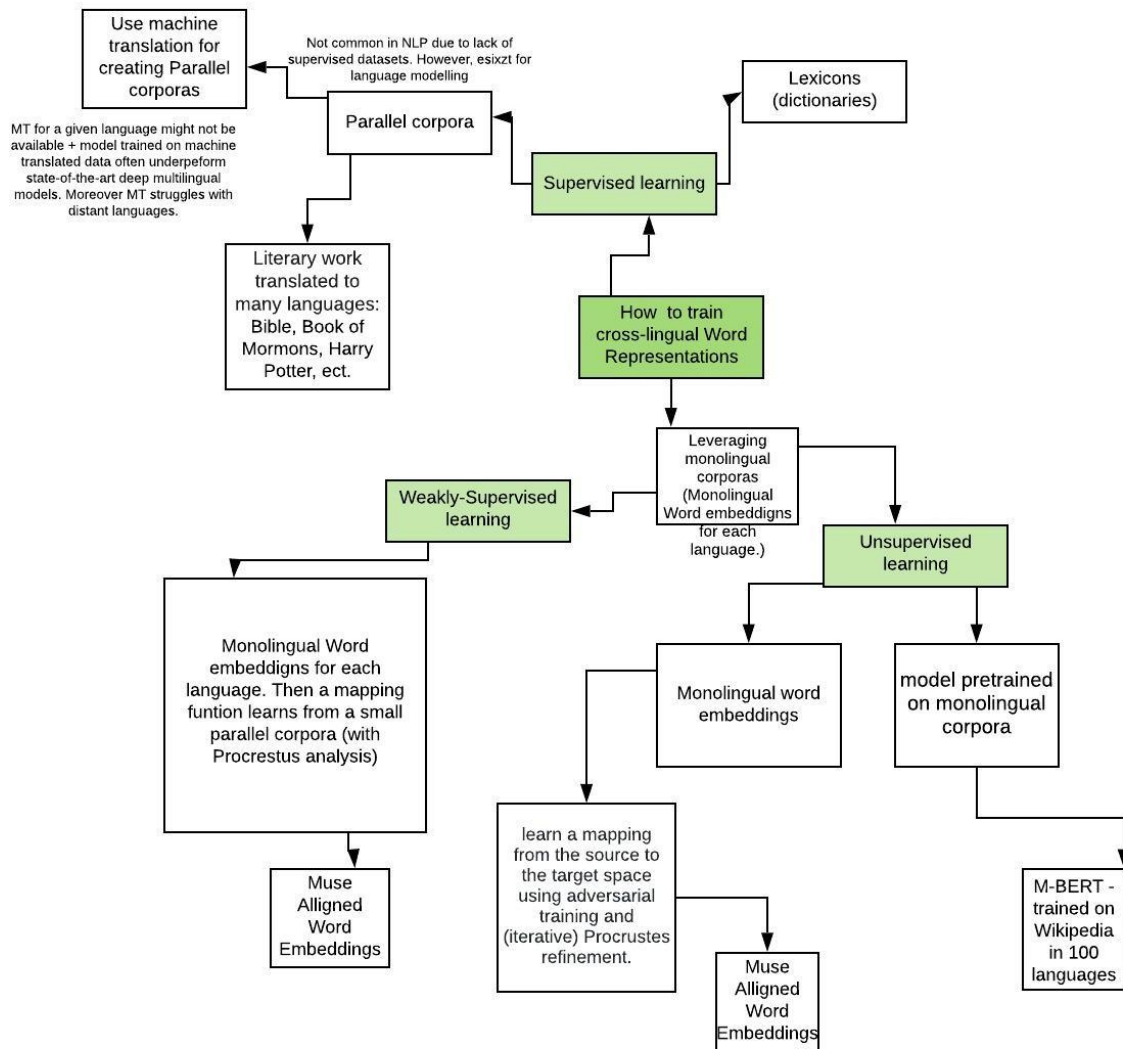 Use machine
translation for
creating Parallel
corporas
Not common in NLP due to lack of
supervised datasets. However, esixzt for
language modelling
Lexicons
(dictionaries)
Parallel corpora
MT for a given language might not be
available + model trained on machine
translated data often underpeform
state-of-the-art deep multilingual
models. Moreover MT struggles with
distant languages.
Supervised learning
Literary work
translated to
many languages:
Bible, Book of
Mormons, Harry
Potter, ect.
How to train
cross-lingual Word
Representations
Leveraging
monolingual
corporas
(Monolingual
Word embeddigns
for each
language.)
Weakly-Supervised
learning
Unsupervised
learning
Monolingual Word
embeddigns for each
language. Then a mapping
funtion learns from a small
parallel corpora (with
Procrestus analysis)
Monolingual word
embeddings
model pretrained
on monolingual
corpora
learn a mapping
from the source to
the target space
using adversarial
training and
(iterative) Procrustes
refinement.
Muse
Alligned
Word
Embeddings
Muse
Alligned
Word
Embeddings
M-BERT -
trained on
Wikipedia
in 100
languages